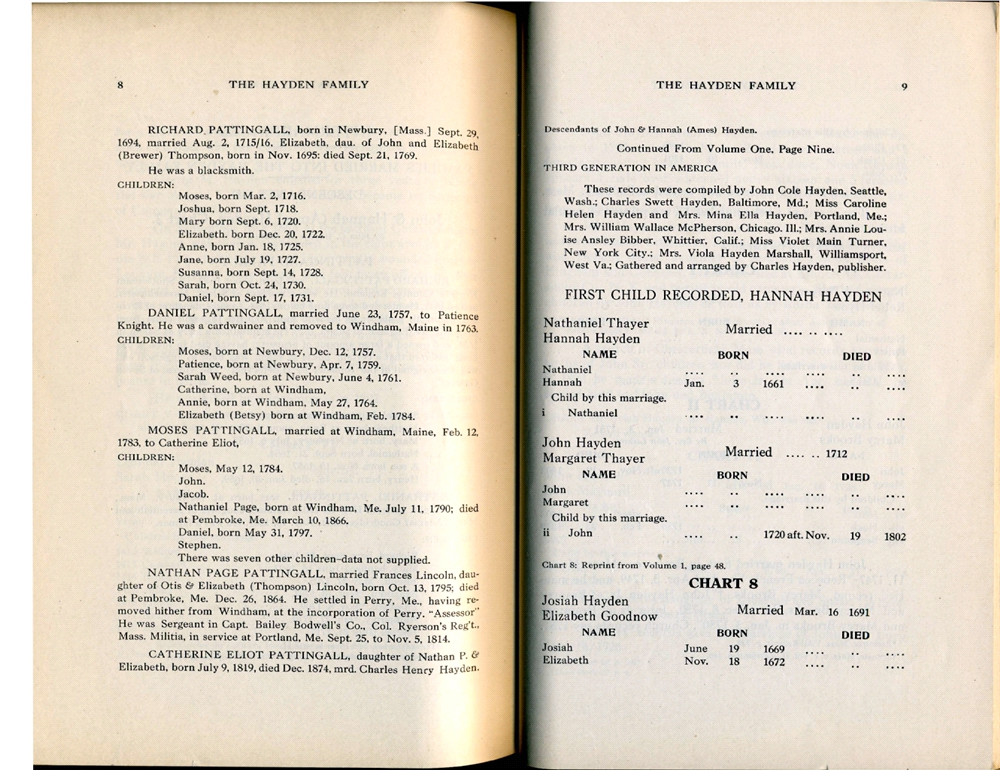 8 THE HAYDEN FAMILY
RICHARD PATTINGALL, born in Newbury, [Mass.] Sept. 29,
1694, married Aug. 2, 1715/16, Elizabeth, dau. of John and Elizabeth
(Brewer) Thompson, born in Nov. 1695: died Sept. 21, 1769.
He was a blacksmith.
CHILDREN:
Moses, born Mar. 2, 1716.
Joshua, born Sept. 1718.
Mary born Sept. 6, 1720.
Elizabeth. born Dec. 20, 1722.
Anne, born Jan. 18, 1725.
Jane, born July 19, 1727.
Susanna, born Sept. 14, 1728.
Sarah, born Oct. 24, 1730.
Daniel, born Sept. 17, 1731.
DANIEL PATTINGALL, married June 23, 1757, to Patience
Knight. He was a cardwainer and removed to Windham, Maine in 1763.
CHILDREN:
Moses, born at Newbury, Dec. 12, 1757.
Patience, born at Newbury, Apr. 7, 1759.
Sarah Weed, born at Newbury, June 4, 1761.
Catherine, born at Windham,
Annie, born at Windham, May 27, 1764.
Elizabeth (Betsy) born at Windham, Feb. 1784.
MOSES PATTINGALL, married at Windham, Maine, Feb. 12,
1783, to Catherine Eliot,
CHILDREN:
Moses, May 12, 1784.
John.
Jacob.
Nathaniel Page, born at Windham, Me. July 11, 1790; died
at Pembroke, Me. March 10, 1866.
Daniel, born May 31, 1797.
Stephen.
There was seven other children–data not supplied.
NATHAN PAGE PATTINGALL, married Frances Lincoln, dau-
ghter of Otis & Elizabeth (Thompson) Lincoln, born Oct. 13, 1795; died
at Pembroke, Me. Dec. 26, 1864. He settled in Perry, Me., having re-
moved hither from Windham, at the incorporation of Perry. "Assessor"
He was Sergeant in Capt. Bailey Bodwell's Co., Col. Ryerson's Reg't.,
Mass. Militia, in service at Portland, Me. Sept. 25, to Nov. 5, 1814.
CATHERINE ELIOT PATTINGALL, daughter of Nathan P. &
Elizabeth, born July 9, 1819, died Dec. 1874, mrd. Charles Henry Hayden.
THE HAYDEN FAMILY 9
Descendants of John & Hannah (Ames) Hayden.
Continued From Volume One, Page Nine.
THIRD GENERATION IN AMERICA
These records were compiled by John Cole Hayden, Seattle,
Wash.; Charles Swett Hayden, Baltimore, Md.; Miss Caroline
Helen Hayden and Mrs. Mina Ella Hayden, Portland, Me.;
Mrs. William Wallace McPherson, Chicago. Ill.; Mrs. Annie Lou-
ise Ansley Bibber, Whittier, Calif.; Miss Violet Main Turner,
New York City.; Mrs. Viola Hayden Marshall, Williamsport,
West Va.; Gathered and arranged by Charles Hayden, publisher.
FIRST CHILD RECORDED, HANNAH HAYDEN
Nathaniel Thayer
Hannah Hayden Married .... .. ....
NAME BORN DIED
Nathaniel .... .. .... .... .. ....
Hannah Jan. 3 1661 .... .. ....
Child by this marriage.
i Nathaniel .... .. .... .... .. ....
John Hayden
Margaret Thayer Married .... .. 1712
NAME BORN DIED
John .... .. .... .... .. ....
Margaret .... .. .... .... .. ....
Child by this marriage.
ii John .... .. 1720 aft. Nov. 19 1802
Chart 8: Reprint from Volume 1, page 48.
CHART 8
Josiah Hayden
Elizabeth Goodnow Married Mar. 16 1691
NAME BORN DIED
Josiah June 19 1669 .... .. ....
Elizabeth Nov. 18 1672 .... .. ....